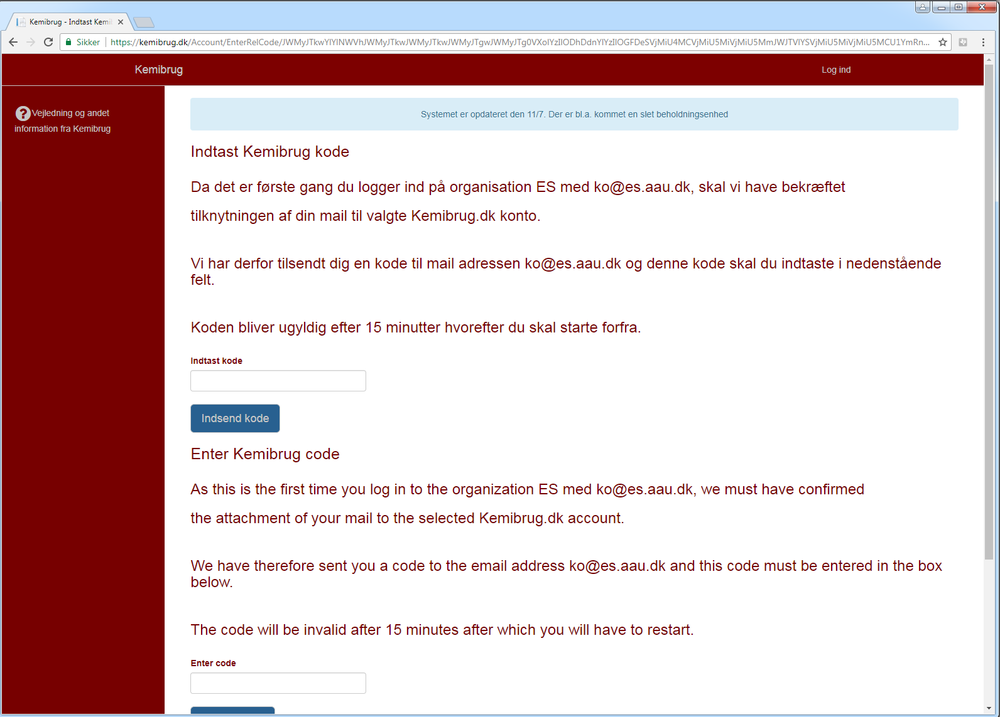 Kemibrug - Indtast Kemi
Sikker
Kemibrug
Log ind
Vejledning og andet
information fra Kemibrug
Systemet er opdateret den 11/7. Der er bl.a. kommet en slet beholdningsenhed
Indtast Kemibrug kode
Da det er første gang du logger ind på organisation ES med ko@es.aau.dk, skal vi have bekræftet
tilknytningen af din mail til valgte Kemibrug.dk konto.
Vi har derfor tilsendt dig en kode til mail adressen ko@es.aau.dk og denne kode skal du indtaste i nedenstående
felt.
Koden bliver ugyldig efter 15 minutter hvorefter du skal starte forfra.
Indtast kode
Indsend kode
Enter Kemibrug code
As this is the first time you log in to the organization ES med ko@es.aau.dk, we must have confirmed
the attachment of your mail to the selected Kemibrug.dk account.
We have therefore sent you a code to the email address ko@es.aau.dk and this code must be entered in the box
below.
The code will be invalid after 15 minutes after which you will have to restart.
Enter code